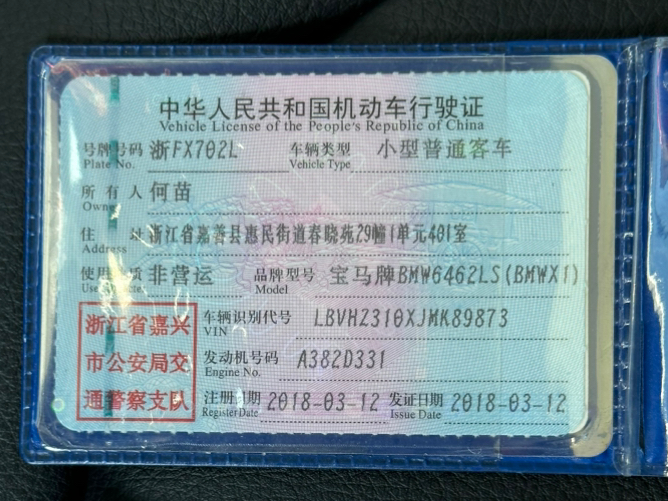 中华人民共和国机动车行驶证
Vehicle License of the People's Republic of China
号牌号码 浙FX702L 车辆类型 小型普通客车
Plate No. Vehicle Type
所有人 何苗
Owner
住址 浙江省嘉善县惠民街道春晓苑29幢1单元401室
Address
使用性质 非营运 品牌型号 宝马牌BMW6462LS(BMWX1)
Use Character Model
浙江省嘉兴
市公安局交
通警察支队
车辆识别代号 LBVHZ310XJMK89873
VIN
发动机号码 A382D331
Engine No.
注册日期 2018-03-12 发证日期 2018-03-12
Register Date Issue Date